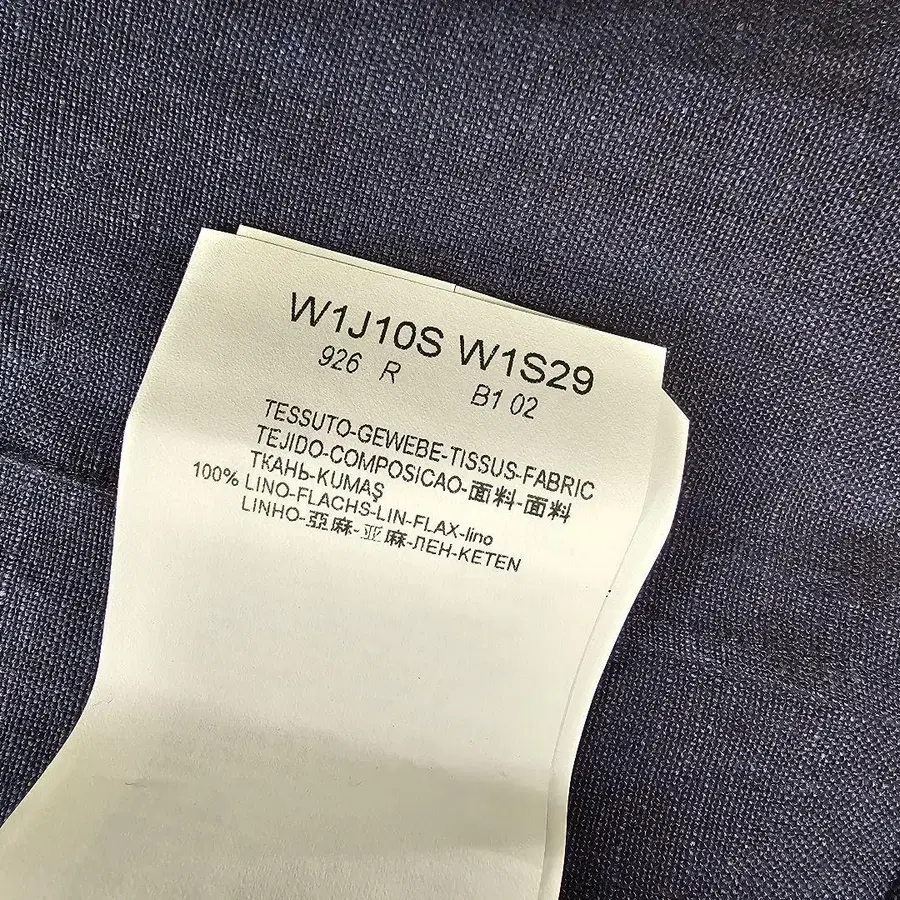 W1J10S W1S29
926 R B1 02
TESSUTO-GEWEBE-TISSUS-FABRIC
TEJIDO-COMPOSICAO-面料-面料
ТКАНЬ-KUMAŞ
100% LINO-FLACHS-LIN-FLAX-lino
LINHO-亞麻-亚麻-ЛЕН-KETEN